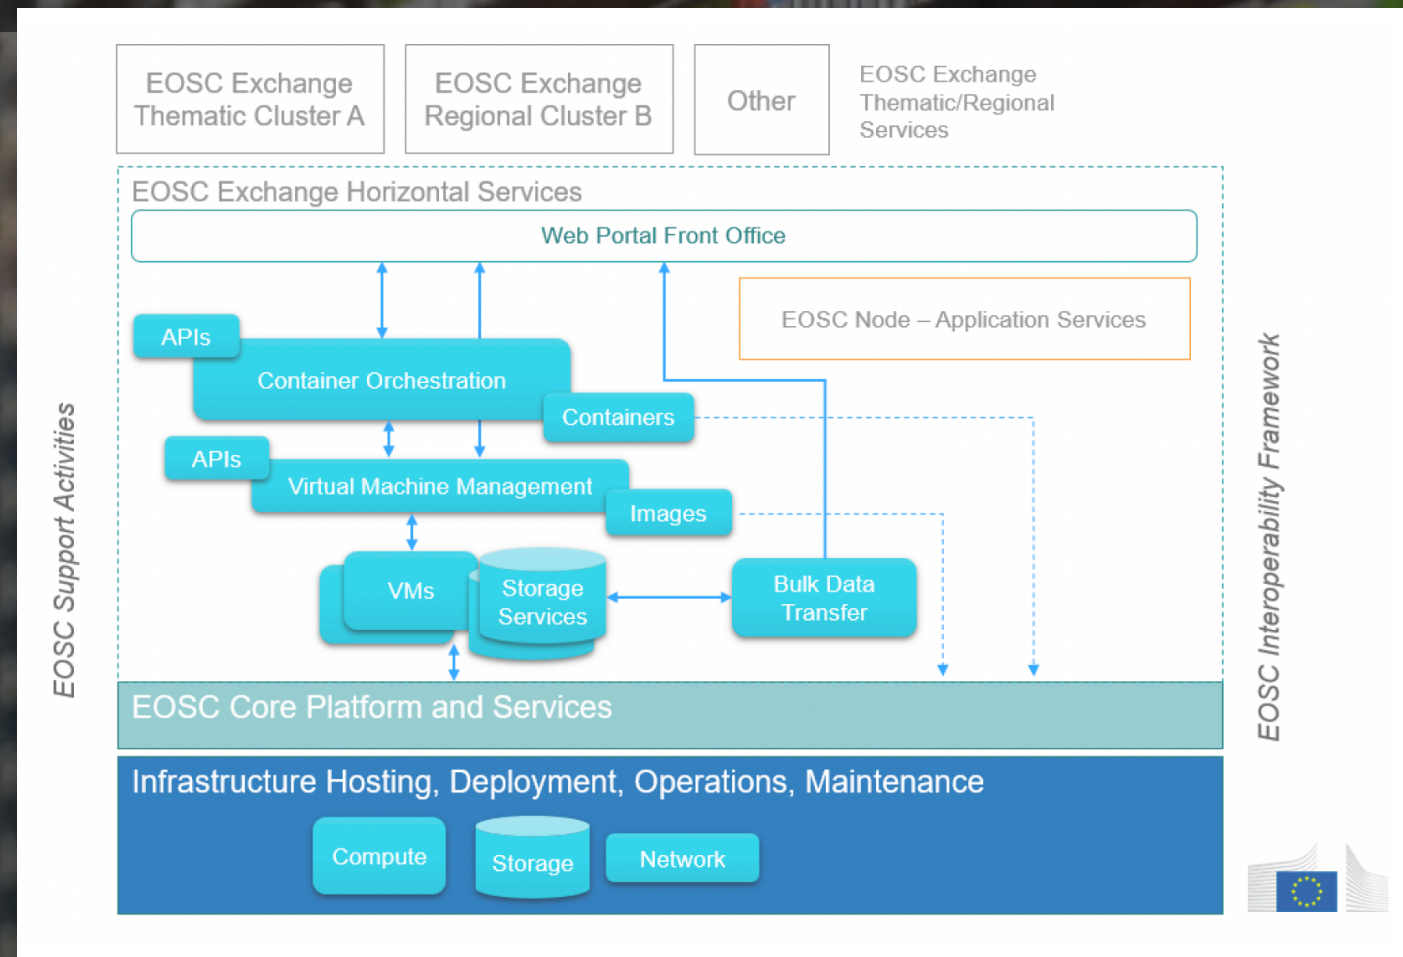 EOSC Exchange
Thematic Cluster A
EOSC Exchange
Regional Cluster B
Other
EOSC Exchange
Thematic/Regional
Services
EOSC Exchange Horizontal Services
Web Portal Front Office
EOSC Node – Application Services
APIs
Container Orchestration
Containers
APIs
Virtual Machine Management
Images
VMs
Storage
Services
Bulk Data
Transfer
EOSC Core Platform and Services
Infrastructure Hosting, Deployment, Operations, Maintenance
Compute
Storage
Network
EOSC Support Activities
EOSC Interoperability Framework